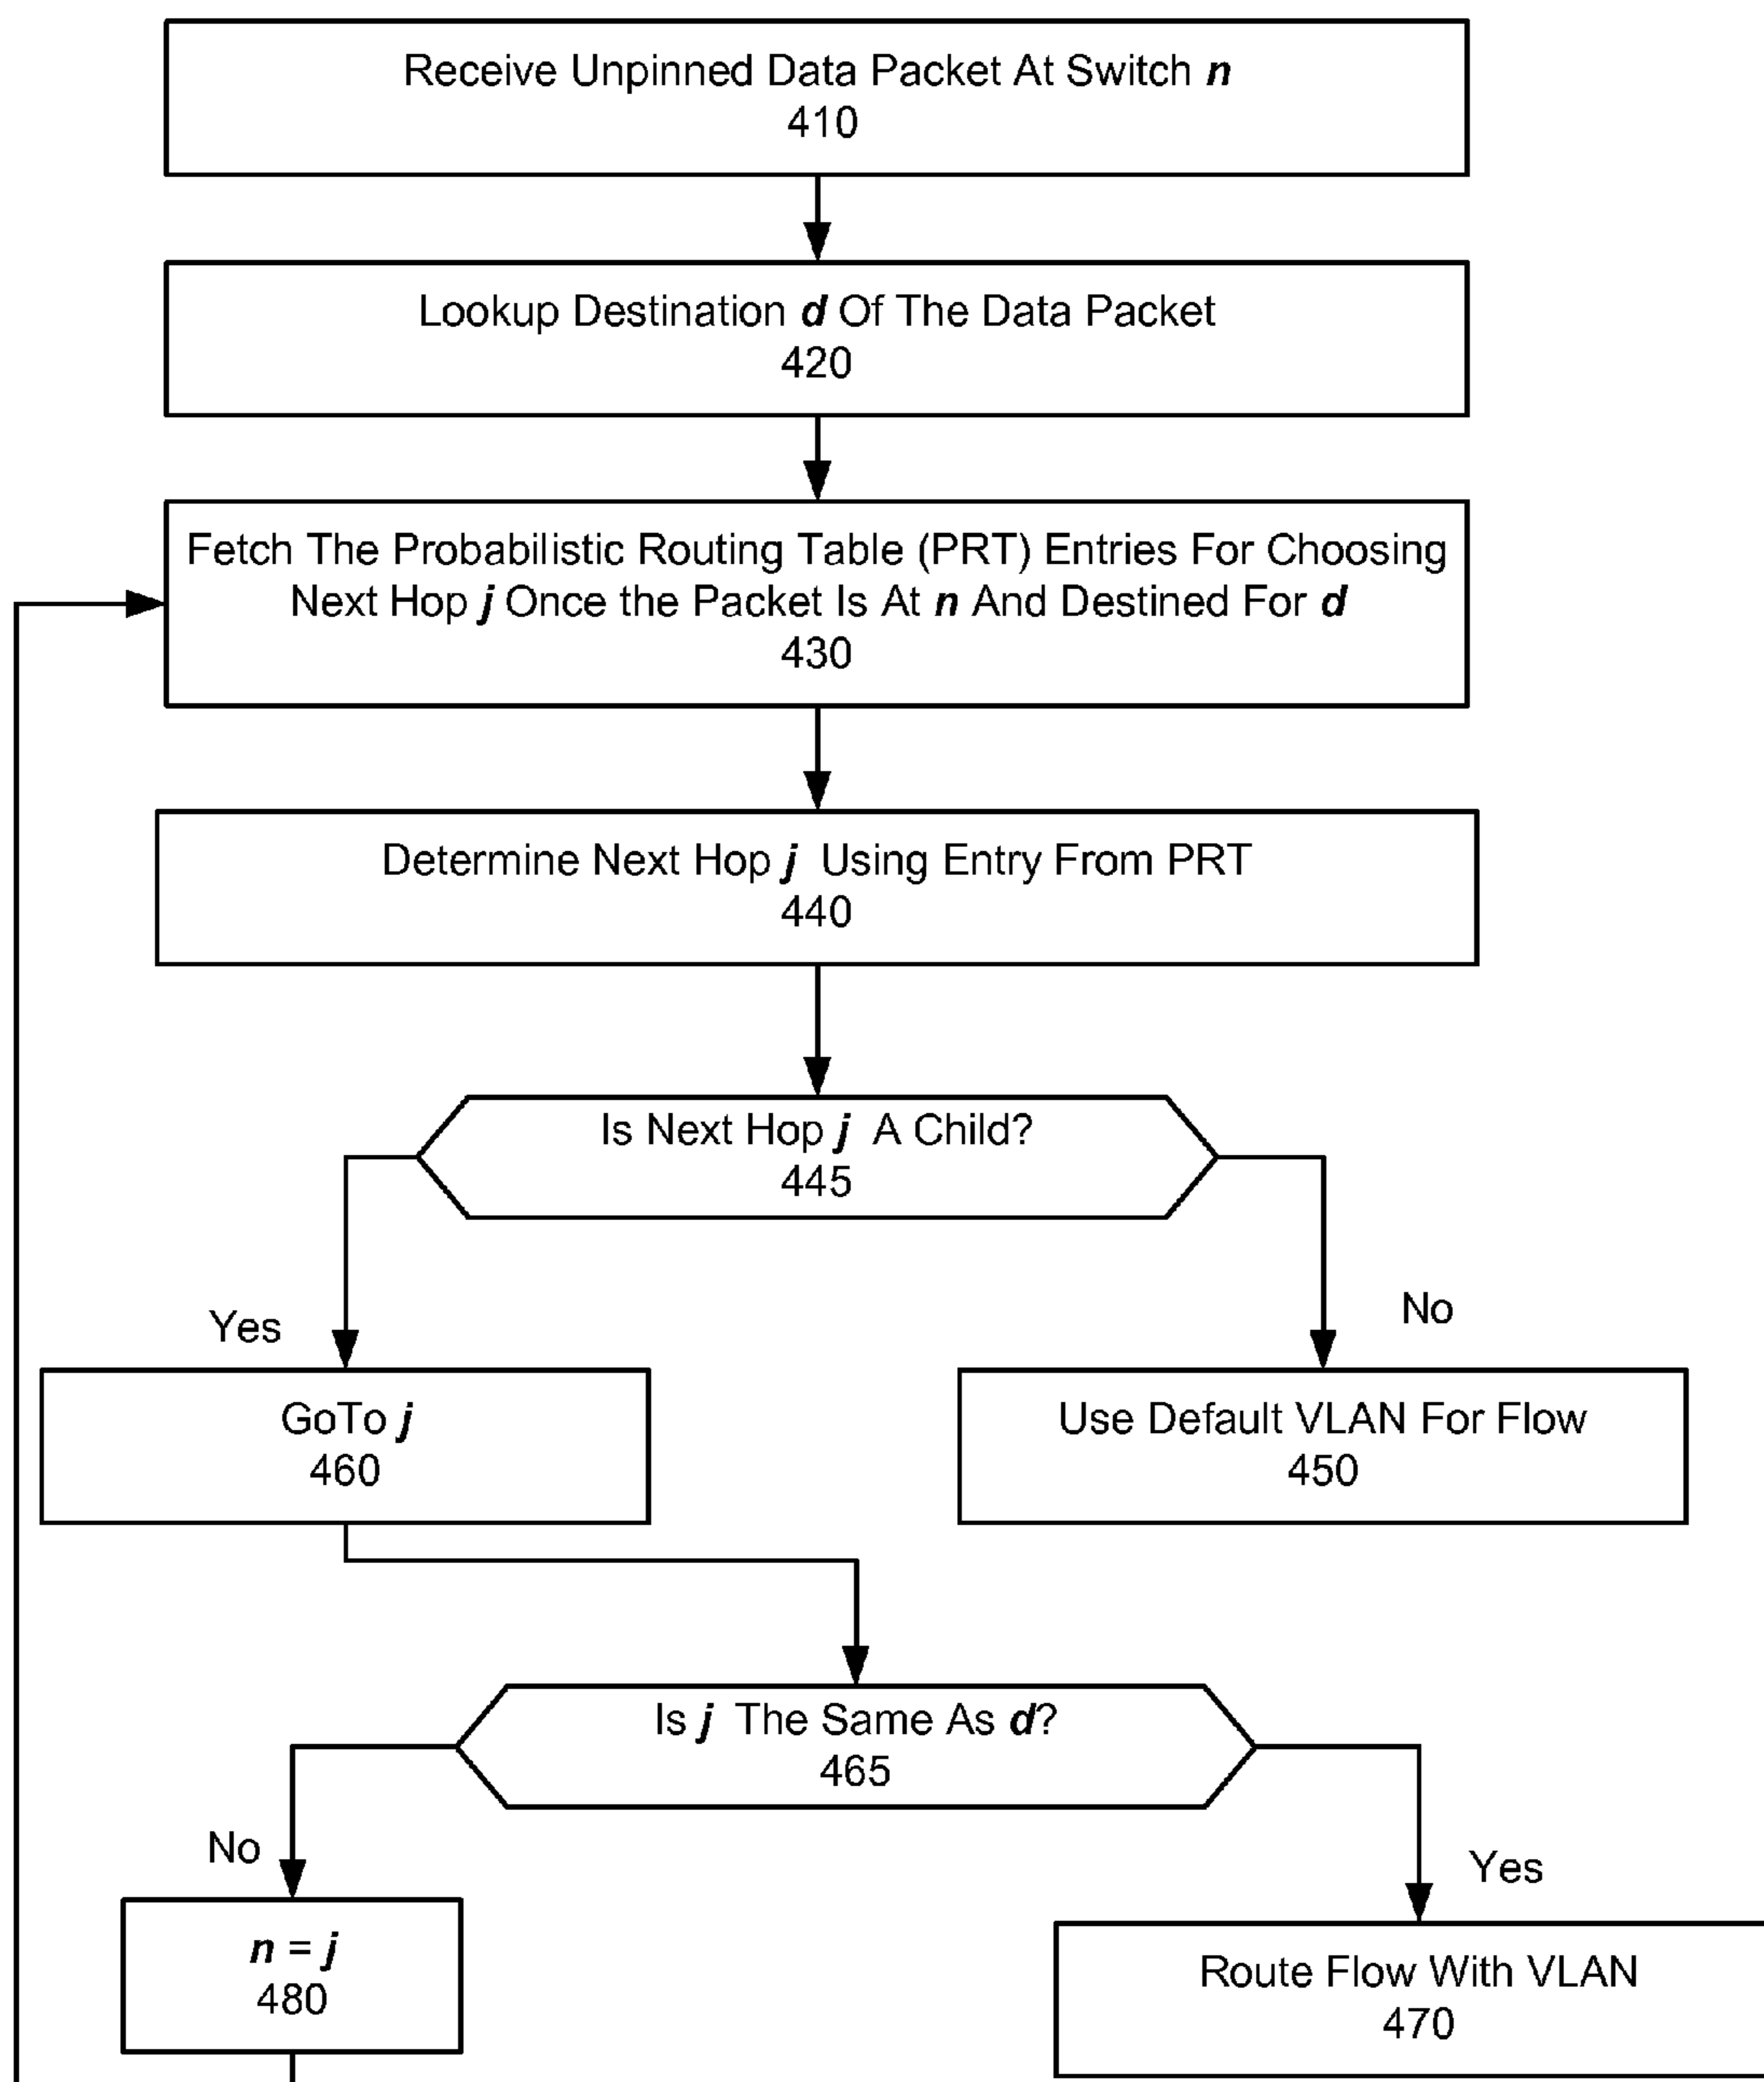 Receive Unpinned Data Packet At Switch n
410
Lookup Destination d Of The Data Packet
420
Fetch The Probabilistic Routing Table (PRT) Entries For Choosing
Next Hop j Once the Packet Is At n And Destined For d
430
Determine Next Hop j Using Entry From PRT
440
Is Next Hop j A Child?
445
Yes
No
GoTo j
460
Use Default VLAN For Flow
450
Is j The Same As d?
465
No
Yes
n = j
480
Route Flow With VLAN
470